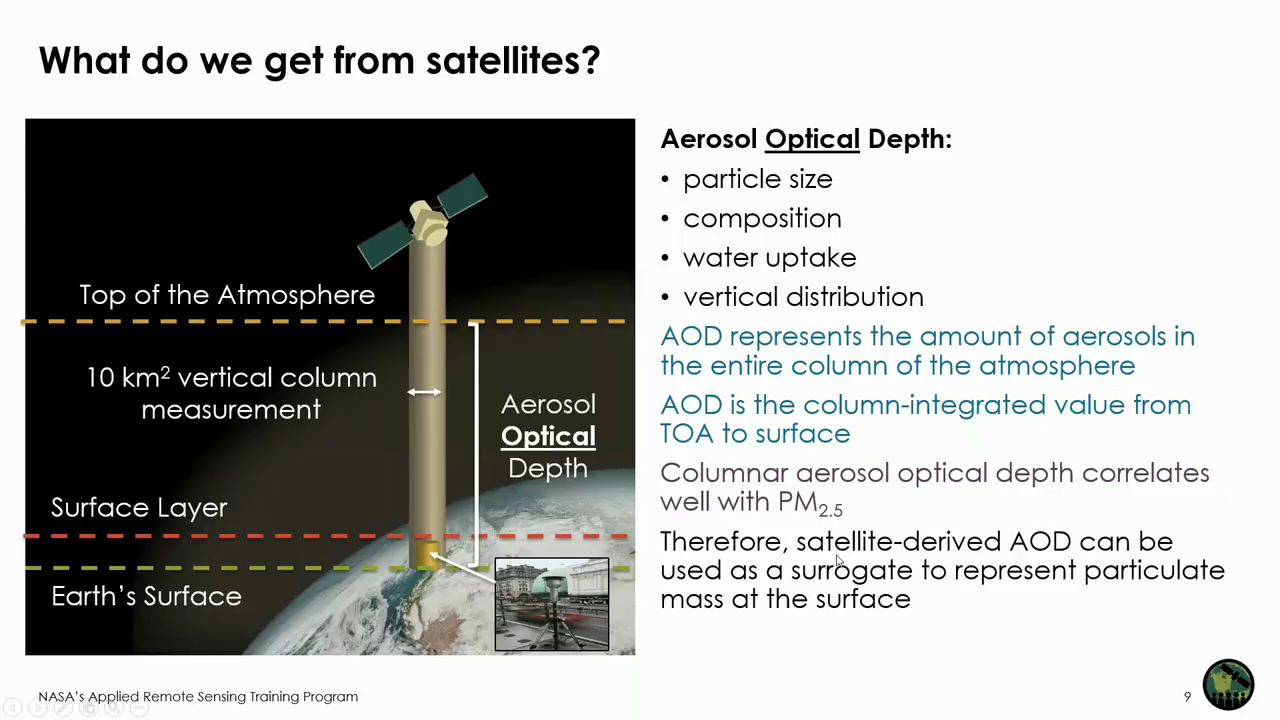 What do we get from satellites?
Top of the Atmosphere
10 km² vertical column
measurement
Aerosol
Optical
Depth
Surface Layer
Earth's Surface
Aerosol Optical Depth:
• particle size
• composition
• water uptake
• vertical distribution
AOD represents the amount of aerosols in
the entire column of the atmosphere
AOD is the column-integrated value from
TOA to surface
Columnar aerosol optical depth correlates
well with PM₂.₅
Therefore, satellite-derived AOD can be
used as a surrogate to represent particulate
mass at the surface
NASA's Applied Remote Sensing Training Program
9